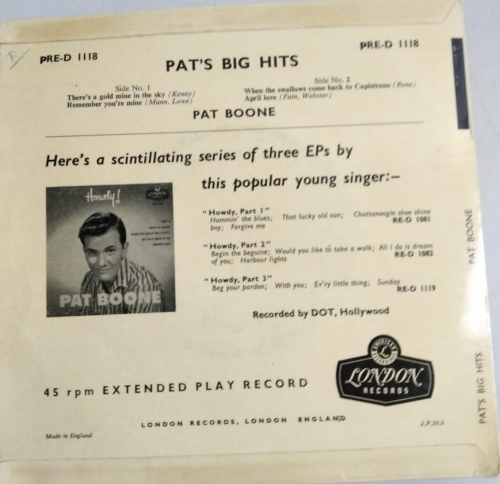 PRE-D 1118
PRE-D 1118
PAT'S BIG HITS
Side No. 1
There's a gold mine in the sky (Kenny)
Remember you're mine (Mann, Lowe)
Side No. 2
When the swallows come back to Capistrano (Rene)
April love (Fain, Webster)
PAT BOONE
Here's a scintillating series of three EPs by
this popular young singer:—
Howdy!
LONDON
PAT BOONE
"Howdy, Part 1"
Hummin' the blues; That lucky old sun; Chattanoogie shoe shine
boy; Forgive me RE-D 1081
"Howdy, Part 2"
Begin the beguine; Would you like to take a walk; All I do is dream
of you; Harbour lights RE-D 1082
"Howdy, Part 3"
Beg your pardon; With you; Ev'ry little thing; Sunday
RE-D 1119
Recorded by DOT, Hollywood
45 rpm EXTENDED PLAY RECORD
LONDON
RECORDS
LONDON RECORDS, LONDON ENGLAND
Made in England
PAT BOONE
PAT'S BIG HITS